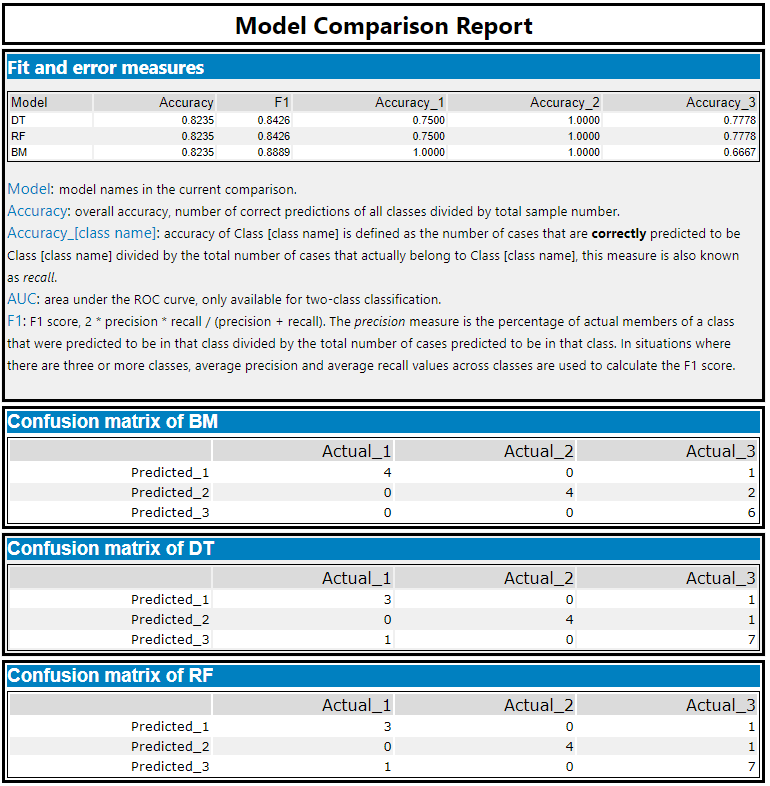 Model Comparison Report
Fit and error measures
Model Accuracy F1 Accuracy_1 Accuracy_2 Accuracy_3
DT 0.8235 0.8426 0.7500 1.0000 0.7778
RF 0.8235 0.8426 0.7500 1.0000 0.7778
BM 0.8235 0.8889 1.0000 1.0000 0.6667
Model: model names in the current comparison.
Accuracy: overall accuracy, number of correct predictions of all classes divided by total sample number.
Accuracy_[class name]: accuracy of Class [class name] is defined as the number of cases that are correctly predicted to be
Class [class name] divided by the total number of cases that actually belong to Class [class name], this measure is also known
as recall.
AUC: area under the ROC curve, only available for two-class classification.
F1: F1 score, 2 * precision * recall / (precision + recall). The precision measure is the percentage of actual members of a class
that were predicted to be in that class divided by the total number of cases predicted to be in that class. In situations where
there are three or more classes, average precision and average recall values across classes are used to calculate the F1 score.
Confusion matrix of BM
Actual_1 Actual_2 Actual_3
Predicted_1 4 0 1
Predicted_2 0 4 2
Predicted_3 0 0 6
Confusion matrix of DT
Actual_1 Actual_2 Actual_3
Predicted_1 3 0 1
Predicted_2 0 4 1
Predicted_3 1 0 7
Confusion matrix of RF
Actual_1 Actual_2 Actual_3
Predicted_1 3 0 1
Predicted_2 0 4 1
Predicted_3 1 0 7